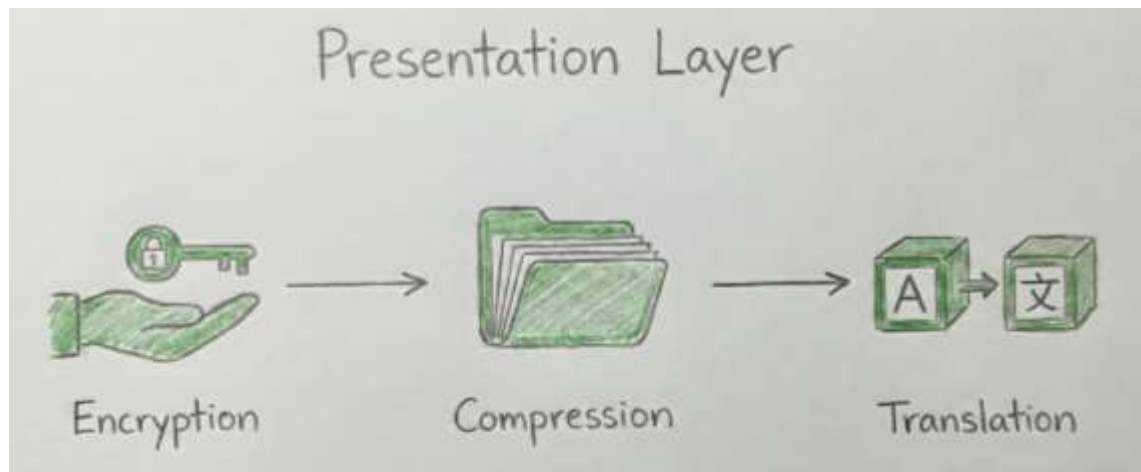 Presentation Layer
A 文
Encryption
Compression
Translation